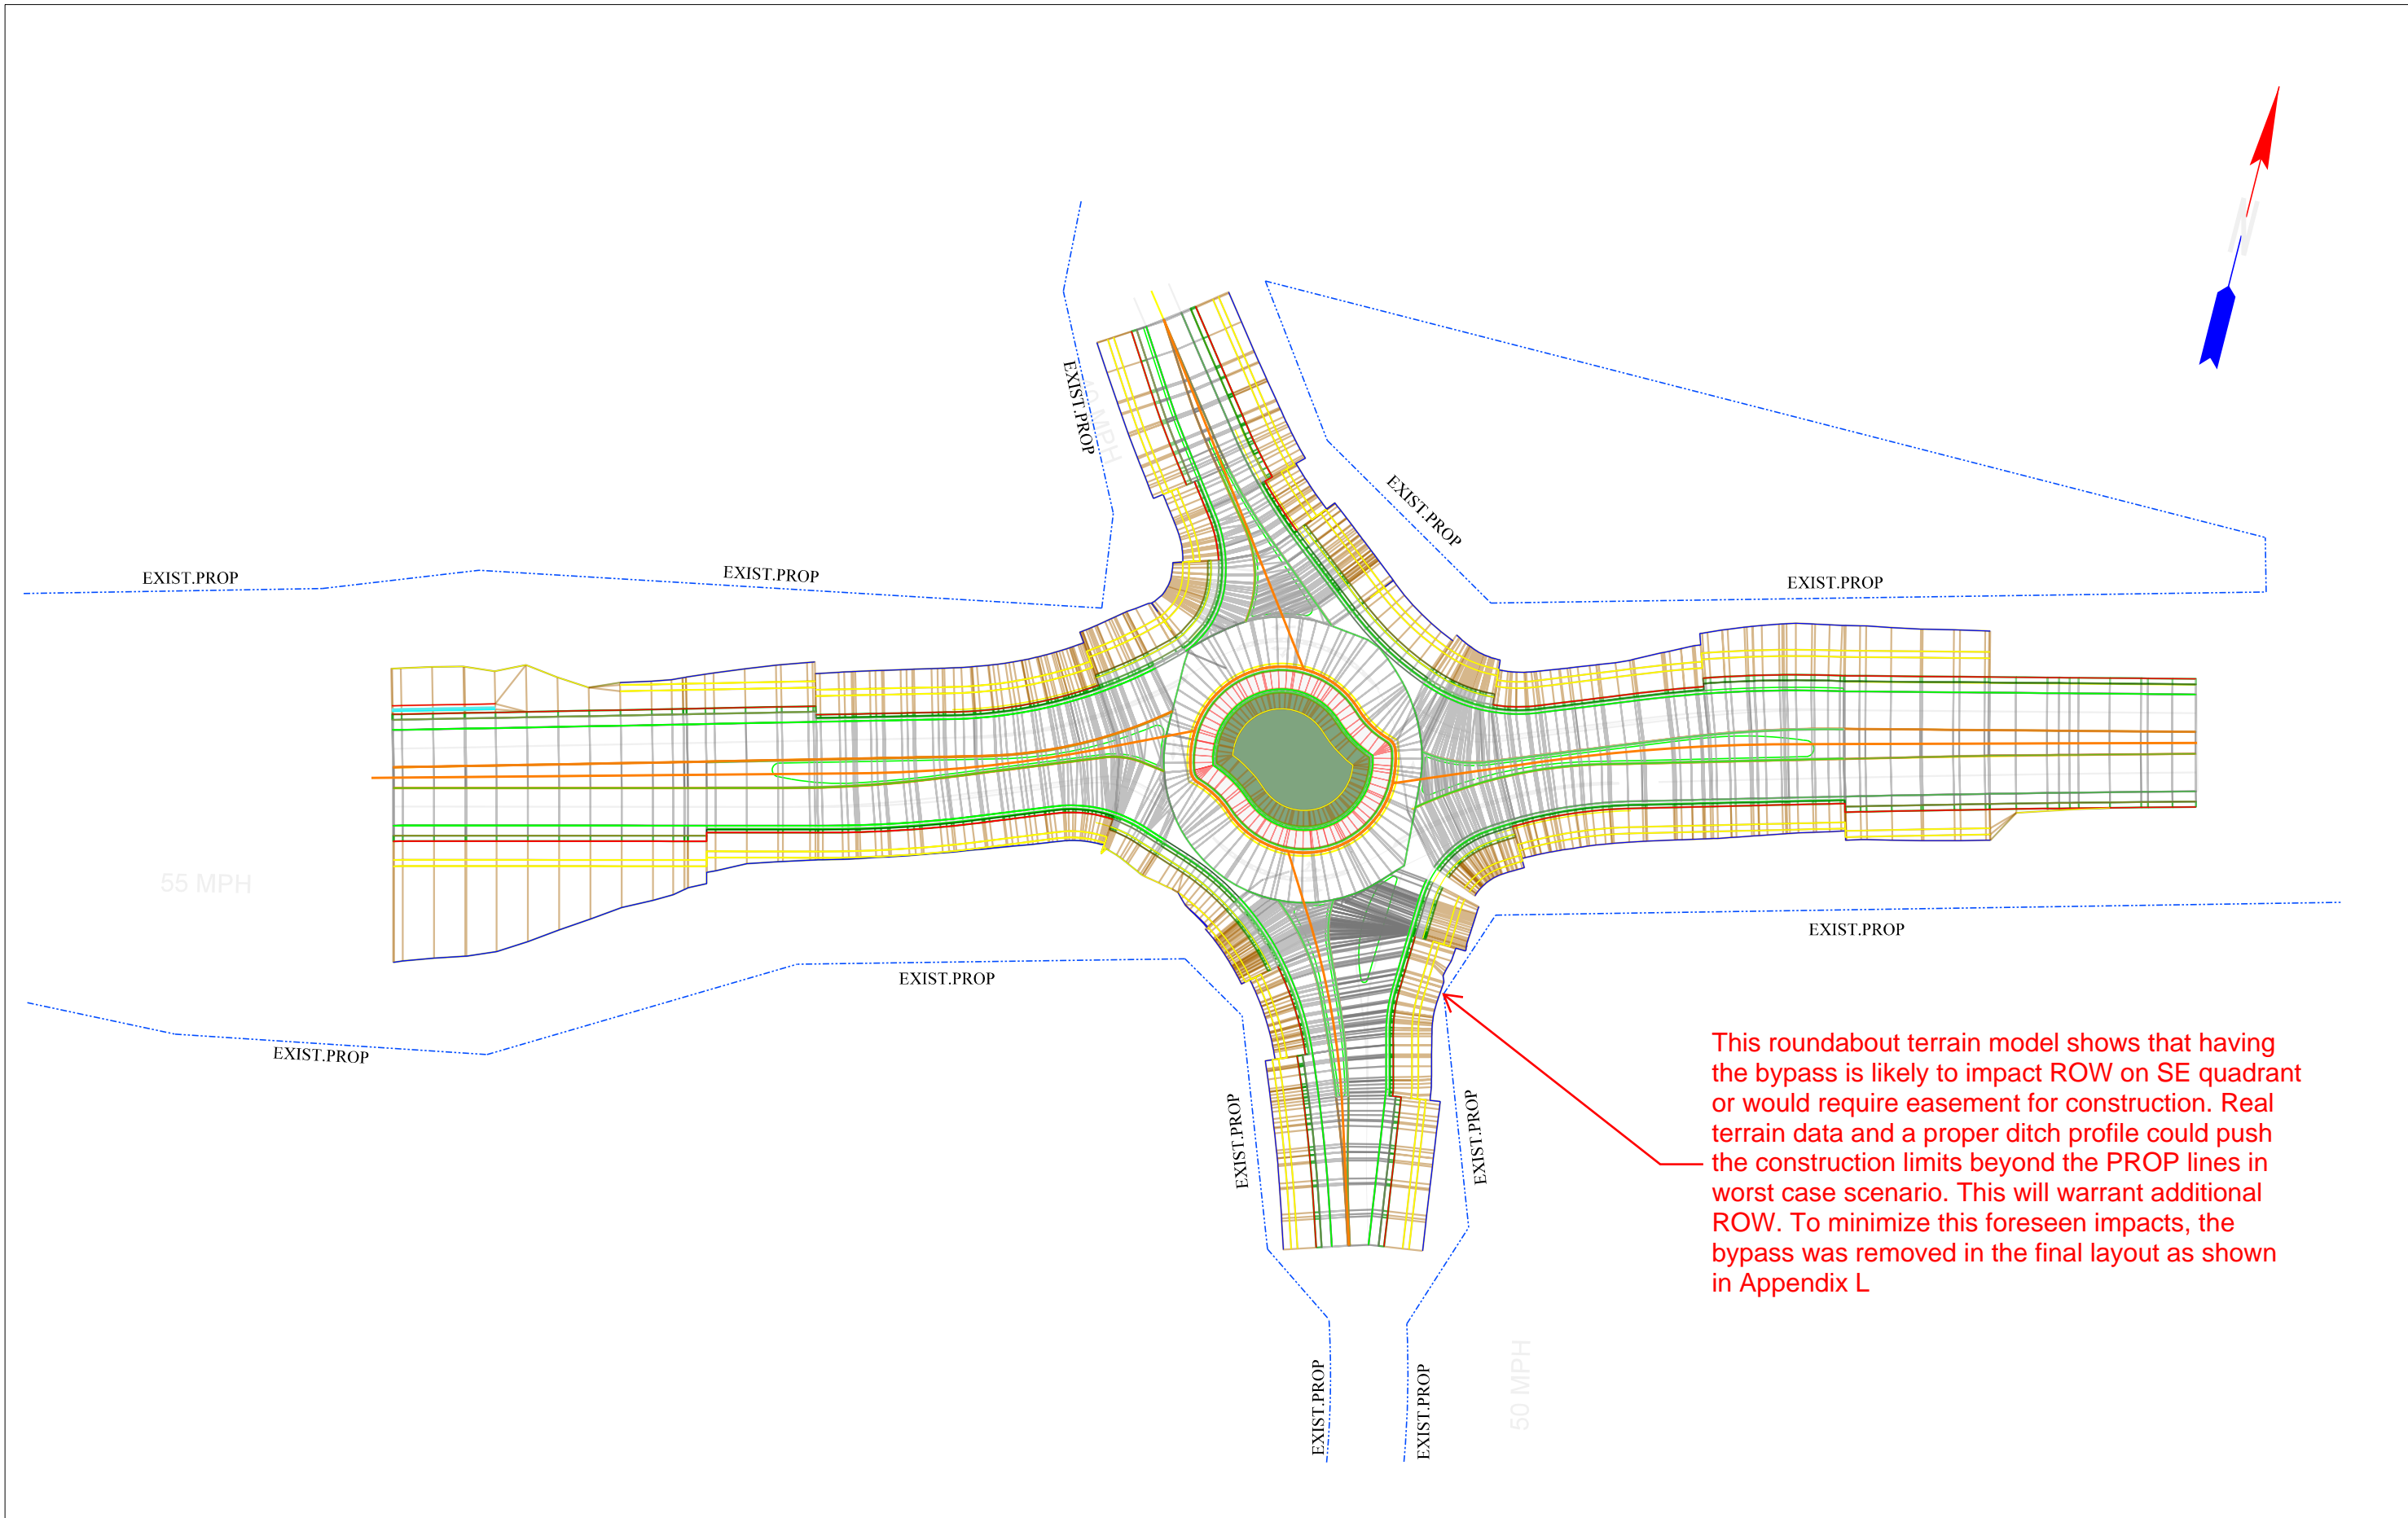 EXIST.PROP
40 MPH
EXIST.PROP
N
EXIST.PROP
EXIST.PROP
EXIST.PROP
55 MPH
EXIST.PROP
EXIST.PROP
EXIST.PROP
EXIST.PROP
EXIST.PROP
This roundabout terrain model shows that having
the bypass is likely to impact ROW on SE quadrant
or would require easement for construction. Real
terrain data and a proper ditch profile could push
the construction limits beyond the PROP lines in
worst case scenario. This will warrant additional
ROW. To minimize this foreseen impacts, the
bypass was removed in the final layout as shown
in Appendix L
EXIST.PROP
EXIST.PROP
50 MPH